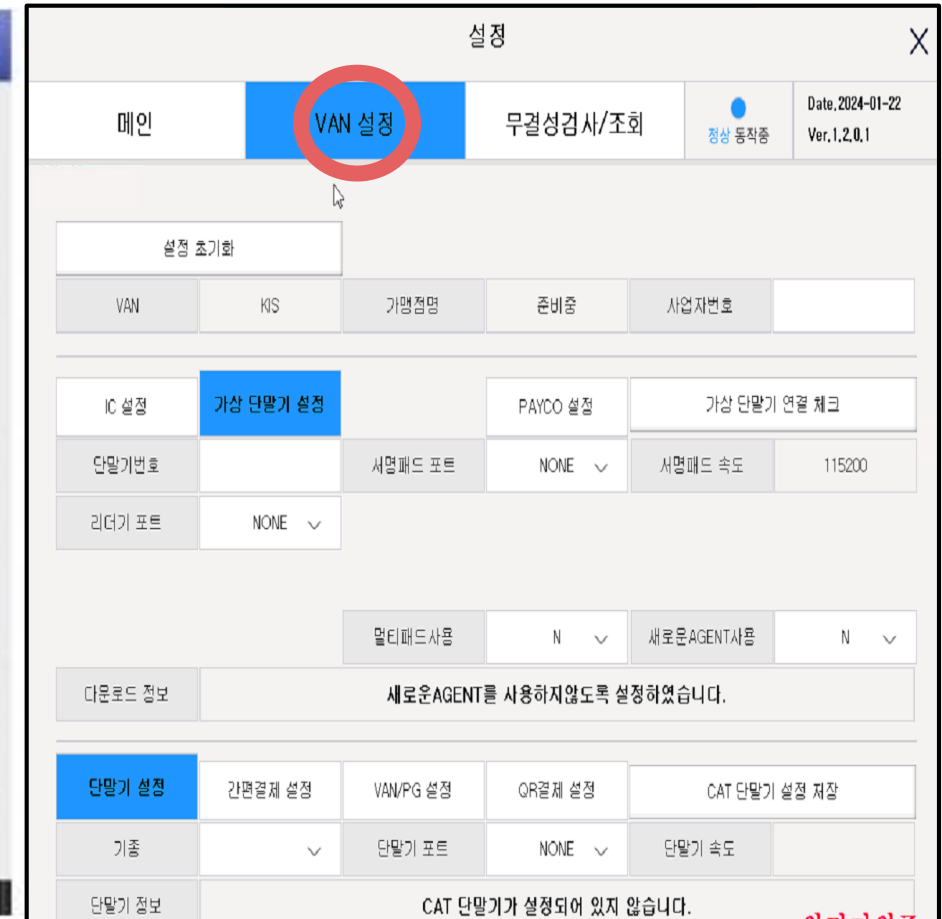 설정 X
메인 VAN 설정 무결성검사/조회 정상 동작중 Date.2024-01-22
Ver.1.2.0.1
설정 초기화
VAN KIS 가맹점명 준비중 사업자번호
IC 설정 가상 단말기 설정 PAYCO 설정 가상 단말기 연결 체크
단말기번호 서명패드 포트 NONE 서명패드 속도 115200
리더기 포트 NONE
멀티패드사용 N 새로운AGENT사용 N
다운로드 정보 새로운AGENT를 사용하지않도록 설정하였습니다.
단말기 설정 간편결제 설정 VAN/PG 설정 QR결제 설정 CAT 단말기 설정 저장
기종 단말기 포트 NONE 단말기 속도
단말기 정보 CAT 단말기가 설정되어 있지 않습니다.